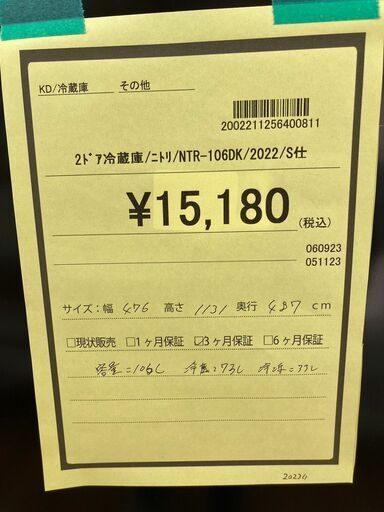 KD/冷蔵庫 その他
2002211256400811
2ﾄﾞｱ冷蔵庫/ﾆﾄﾘ/NTR-106DK/2022/S仕
¥15,180(税込)
060923
051123
サイズ:幅 476 高さ 1131 奥行 487 cm
□現状販売 □1ヶ月保証 ☑3ヶ月保証 □6ヶ月保証
容量=106L 冷蔵=73L 冷凍=33L